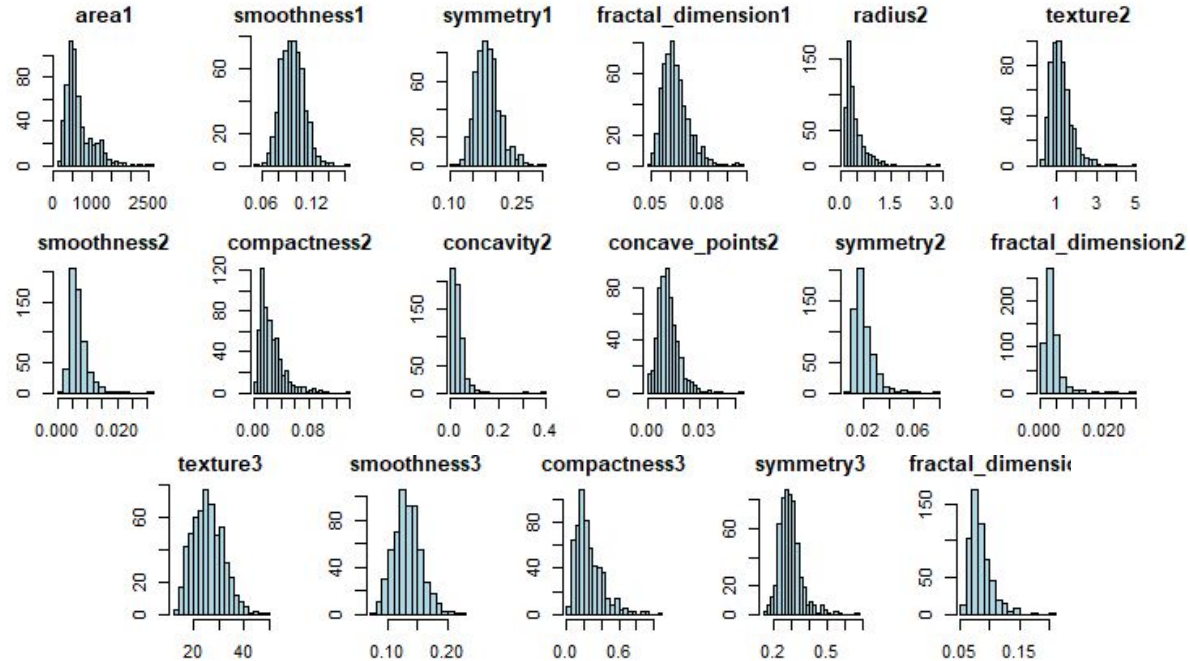 area1 smoothness1 symmetry1 fractal_dimension1 radius2 texture2
0 40 80
0 20 60
0 20 60
0 20 60
0 50 150
0 40 80
0 1000 2500
0.06 0.12
0.10 0.25
0.05 0.08
0.0 1.5 3.0
1 3 5
smoothness2 compactness2 concavity2 concave_points2 symmetry2 fractal_dimension2
0 50 150
0 20 40 60 80 120
0 50 150
0 20 40 80
0 50 150
0 50 100 200
0.000 0.020
0.00 0.08
0.0 0.2 0.4
0.00 0.03
0.02 0.06
0.000 0.020
texture3 smoothness3 compactness3 symmetry3 fractal_dimensi
0 20 60
0 40 80
0 40 80
0 20 60
0 50 150
20 40
0.10 0.20
0.0 0.6
0.2 0.5
0.05 0.15